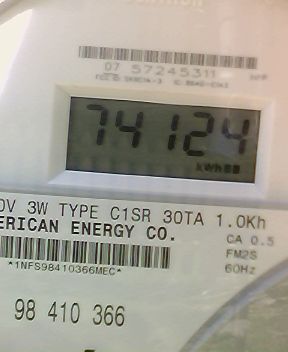 07 57245311
74124
kWh
0V 3W TYPE C1SR 30TA 1.0Kh
ERICAN ENERGY CO.
CA 0.5
FM2S
*1NFS98410366MEC*
60Hz
98 410 366